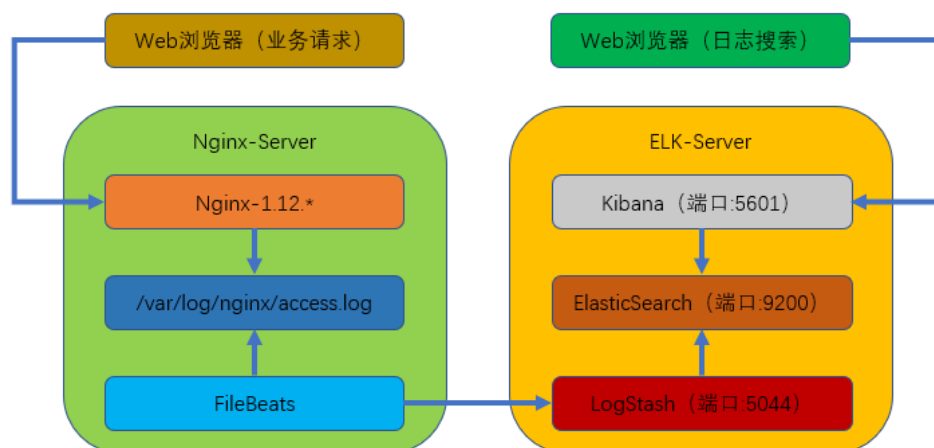 Web浏览器（业务请求）
Web浏览器（日志搜索）
Nginx-Server
ELK-Server
Nginx-1.12.*
Kibana（端口:5601）
/var/log/nginx/access.log
ElasticSearch（端口:9200）
FileBeats
LogStash（端口:5044）